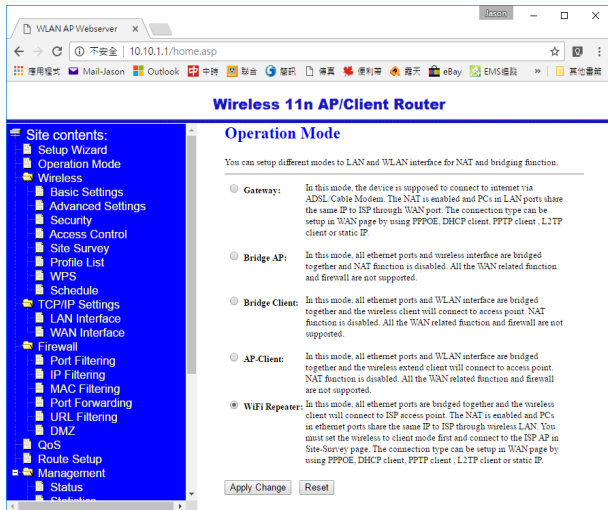 Jason
WLAN AP Webserver
不安全 | 10.10.1.1/home.asp
應用程式 Mail-Jason Outlook 中時 聯合 蘋果 傳真 便利帶 露天 eBay EMS追蹤 » 其他書籤
Wireless 11n AP/Client Router
Site contents:
Setup Wizard
Operation Mode
Wireless
Basic Settings
Advanced Settings
Security
Access Control
Site Survey
Profile List
WPS
Schedule
TCP/IP Settings
LAN Interface
WAN Interface
Firewall
Port Filtering
IP Filtering
MAC Filtering
Port Forwarding
URL Filtering
DMZ
QoS
Route Setup
Management
Status
Statistics
Operation Mode
You can setup different modes to LAN and WLAN interface for NAT and bridging function.
Gateway: In this mode, the device is supposed to connect to internet via
ADSL/Cable Modem. The NAT is enabled and PCs in LAN ports share
the same IP to ISP through WAN port. The connection type can be
setup in WAN page by using PPPOE, DHCP client, PPTP client , L2TP
client or static IP.
Bridge AP: In this mode, all ethernet ports and wireless interface are bridged
together and NAT function is disabled. All the WAN related function
and firewall are not supported.
Bridge Client: In this mode, all ethernet ports and WLAN interface are bridged
together and the wireless client will connect to access point. NAT
function is disabled. All the WAN related function and firewall are not
supported.
AP-Client: In this mode, all ethernet ports and WLAN interface are bridged
together and the wireless extend client will connect to access point.
NAT function is disabled. All the WAN related function and firewall
are not supported.
WiFi Repeater: In this mode, all ethernet ports are bridged together and the wireless
client will connect to ISP access point. The NAT is enabled and PCs
in ethernet ports share the same IP to ISP through wireless LAN. You
must set the wireless to client mode first and connect to the ISP AP in
Site-Survey page. The connection type can be setup in WAN page by
using PPPOE, DHCP client, PPTP client , L2TP client or static IP.
Apply Change Reset